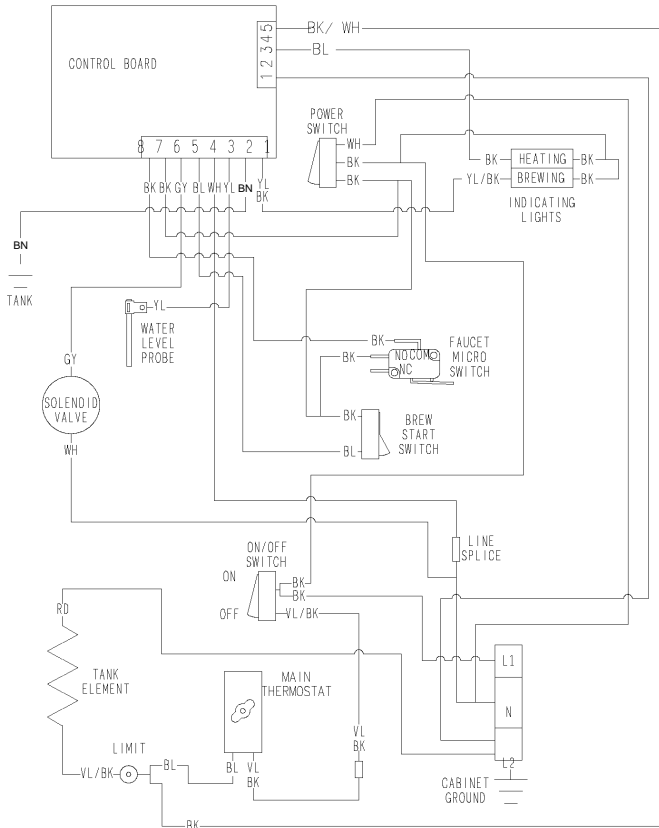 BK/ WH
1 2 3 4 5
BL
CONTROL BOARD
POWER
SWITCH
WH
BK
BK
8 7 6 5 4 3 2 1
BK BK GY BL WH YL BN YL
BK
BK HEATING BK
YL/BK BREWING BK
INDICATING
LIGHTS
BN
TANK
YL
WATER
LEVEL
PROBE
BK
BK
NO COM
NC
FAUCET
MICRO
SWITCH
GY
SOLENOID
VALVE
WH
BK
BREW
START
SWITCH
BL
LINE
SPLICE
ON/OFF
SWITCH
ON
BK
BK
OFF
VL/BK
RD
TANK
ELEMENT
MAIN
THERMOSTAT
L1
N
L2
VL
BK
LIMIT
VL/BK
BL
BL VL
BK
CABINET
GROUND
BK